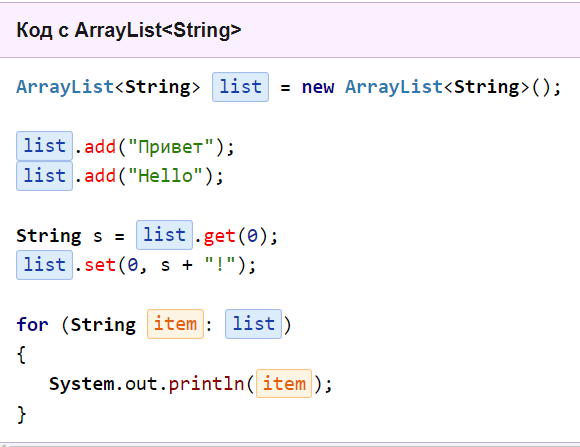 Код с ArrayList<String>
ArrayList<String> list = new ArrayList<String>();
list.add("Привет");
list.add("Hello");
String s = list.get(0);
list.set(0, s + "!");
for (String item: list)
{
System.out.println(item);
}